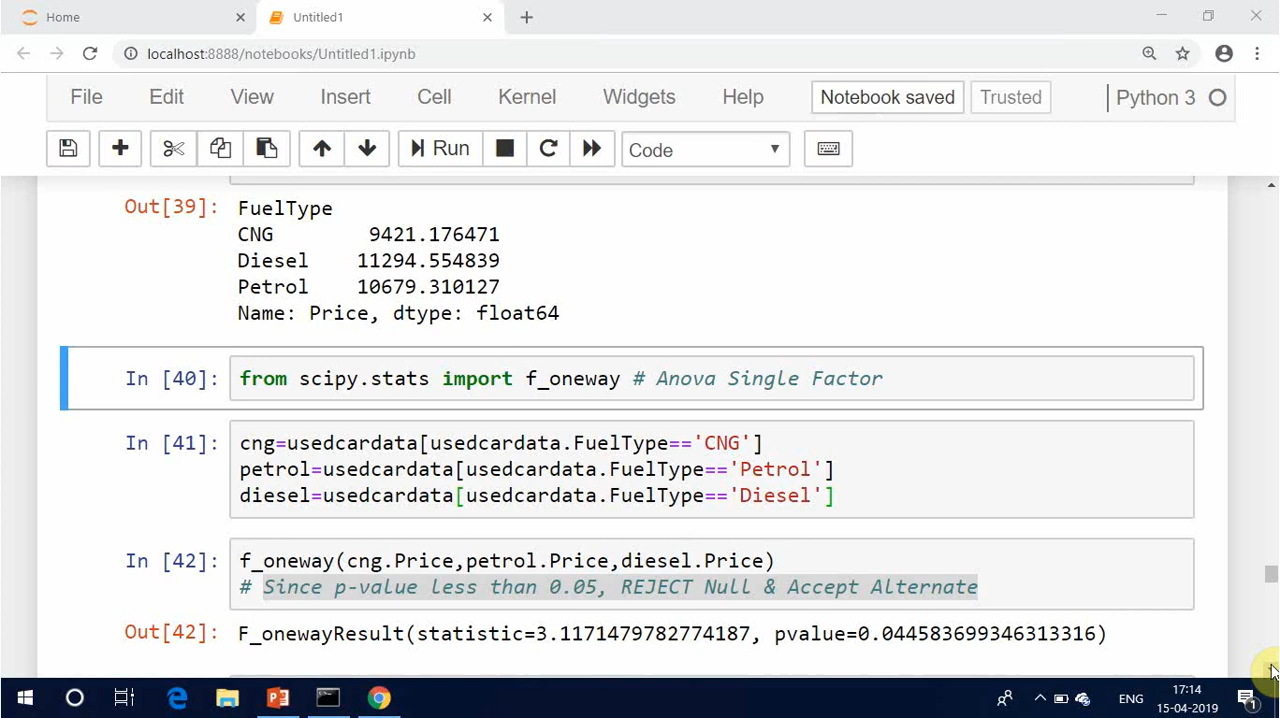 Home
Untitled1
localhost:8888/notebooks/Untitled1.ipynb
File Edit View Insert Cell Kernel Widgets Help Notebook saved Trusted Python 3
Run Code
Out[39]: FuelType
CNG 9421.176471
Diesel 11294.554839
Petrol 10679.310127
Name: Price, dtype: float64
In [40]: from scipy.stats import f_oneway # Anova Single Factor
In [41]: cng=usedcardata[usedcardata.FuelType=='CNG']
petrol=usedcardata[usedcardata.FuelType=='Petrol']
diesel=usedcardata[usedcardata.FuelType=='Diesel']
In [42]: f_oneway(cng.Price,petrol.Price,diesel.Price)
# Since p-value less than 0.05, REJECT Null & Accept Alternate
Out[42]: F_onewayResult(statistic=3.1171479782774187, pvalue=0.044583699346313316)
ENG
17:14
15-04-2019
1